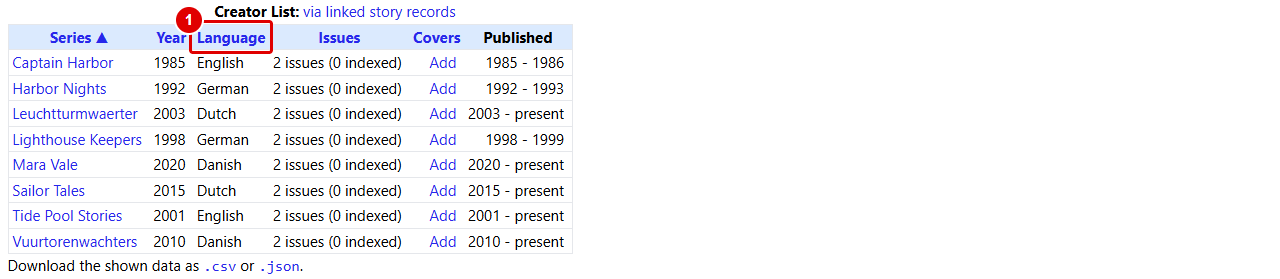 Creator List: via linked story records
1
Series ▲ Year Language Issues Covers Published
Captain Harbor 1985 English 2 issues (0 indexed) Add 1985 - 1986
Harbor Nights 1992 German 2 issues (0 indexed) Add 1992 - 1993
Leuchtturmwaerter 2003 Dutch 2 issues (0 indexed) Add 2003 - present
Lighthouse Keepers 1998 German 2 issues (0 indexed) Add 1998 - 1999
Mara Vale 2020 Danish 2 issues (0 indexed) Add 2020 - present
Sailor Tales 2015 Dutch 2 issues (0 indexed) Add 2015 - present
Tide Pool Stories 2001 English 2 issues (0 indexed) Add 2001 - present
Vuurtorenwachters 2010 Danish 2 issues (0 indexed) Add 2010 - present
Download the shown data as .csv or .json.